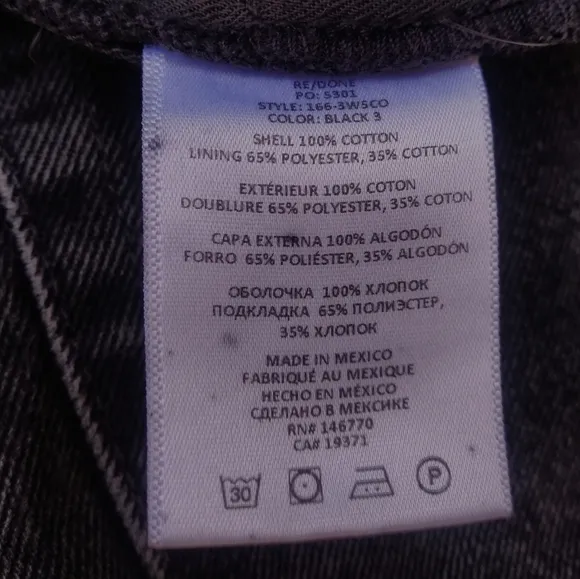 RE/DONE
PO: 5301
STYLE: 166-3W5CO
COLOR: BLACK 3
SHELL 100% COTTON
LINING 65% POLYESTER, 35% COTTON
EXTÉRIEUR 100% COTON
DOUBLURE 65% POLYESTER, 35% COTON
CAPA EXTERNA 100% ALGODÓN
FORRO 65% POLIÉSTER, 35% ALGODÓN
ОБОЛОЧКА 100% ХЛОПОК
ПОДКЛАДКА 65% ПОЛИЭСТЕР,
35% ХЛОПОК
MADE IN MEXICO
FABRIQUÉ AU MEXIQUE
HECHO EN MÉXICO
СДЕЛАНО В МЕКСИКЕ
RN# 146770
CA# 19371
30 P